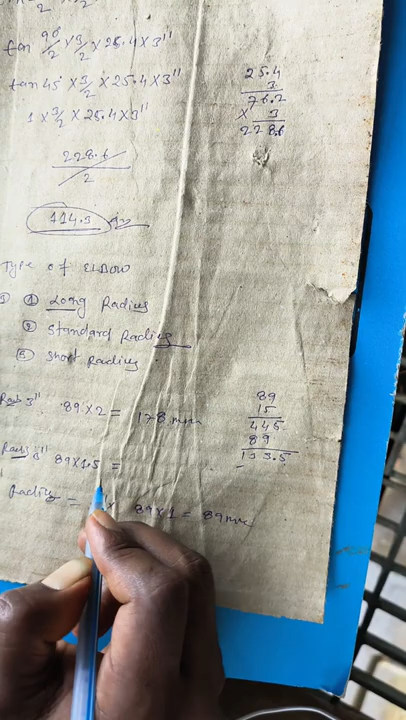 tan 90°/2 × 3/2 × 25.4 × 3"
tan 45° × 3/2 × 25.4 × 3"
1 × 3/2 × 25.4 × 3"
228.6
2
114.3
25.4
3
76.2
× 3
228.6
Type of ELBOW
① Long Radius
② Standard Radius
③ Short Radius
3" 89 × 2 = 178 mm
3" 89 × 1.5 =
Radius = 89 × 1 = 89 mm
89
15
445
89
133.5